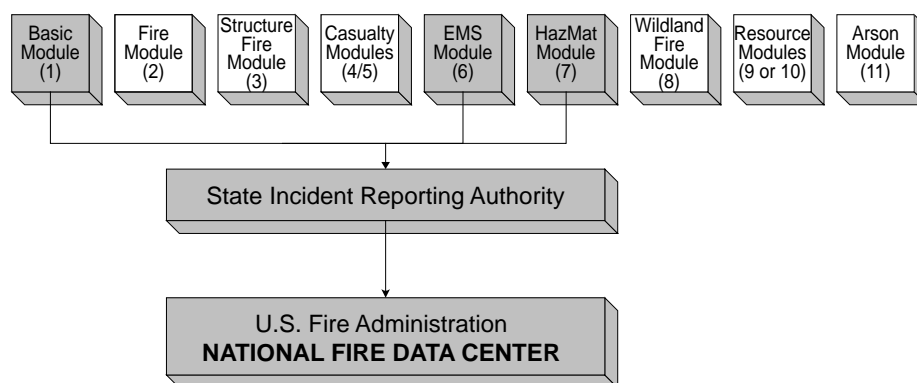 Basic
Module
(1)
Fire
Module
(2)
Structure
Fire
Module
(3)
Casualty
Modules
(4/5)
EMS
Module
(6)
HazMat
Module
(7)
Wildland
Fire
Module
(8)
Resource
Modules
(9 or 10)
Arson
Module
(11)
State Incident Reporting Authority
U.S. Fire Administration
NATIONAL FIRE DATA CENTER